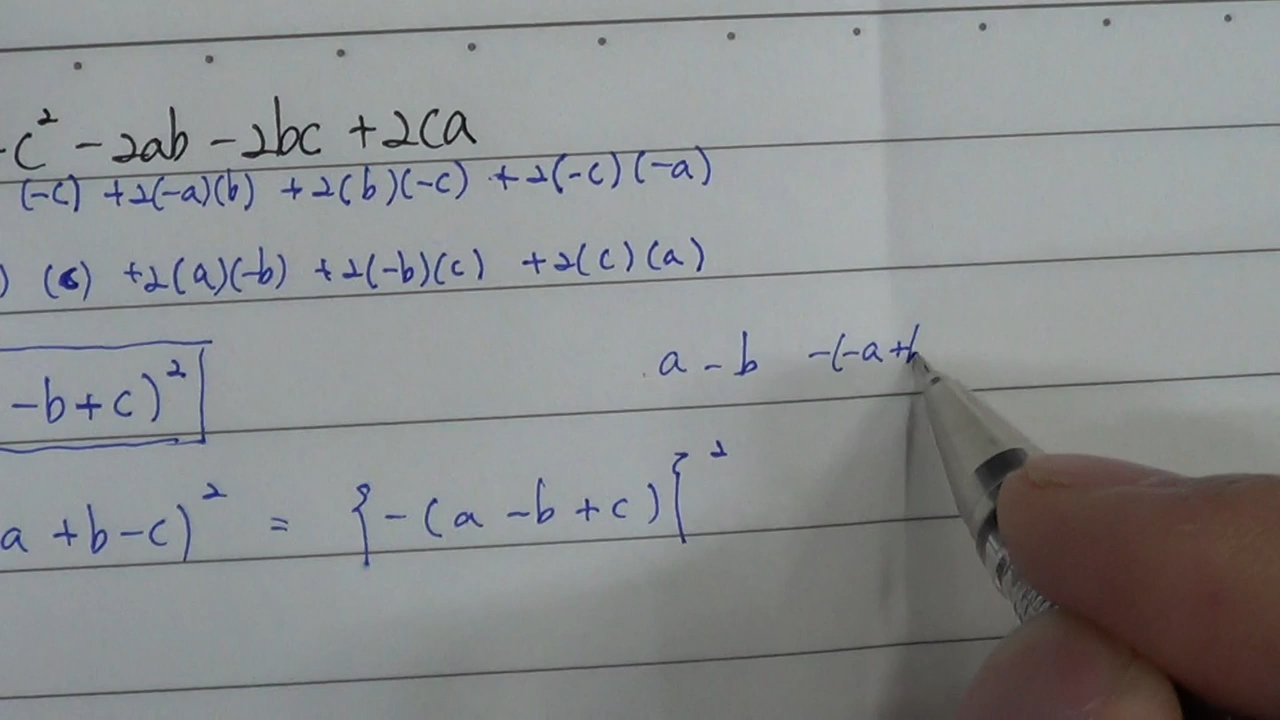 c² - 2ab - 2bc + 2ca
(-c) + 2(-a)(b) + 2(b)(-c) + 2(-c)(-a)
) (c) + 2(a)(-b) + 2(-b)(c) + 2(c)(a)
-b+c)²
a - b -(-a+b
a + b - c)² = {-(a - b + c)}²